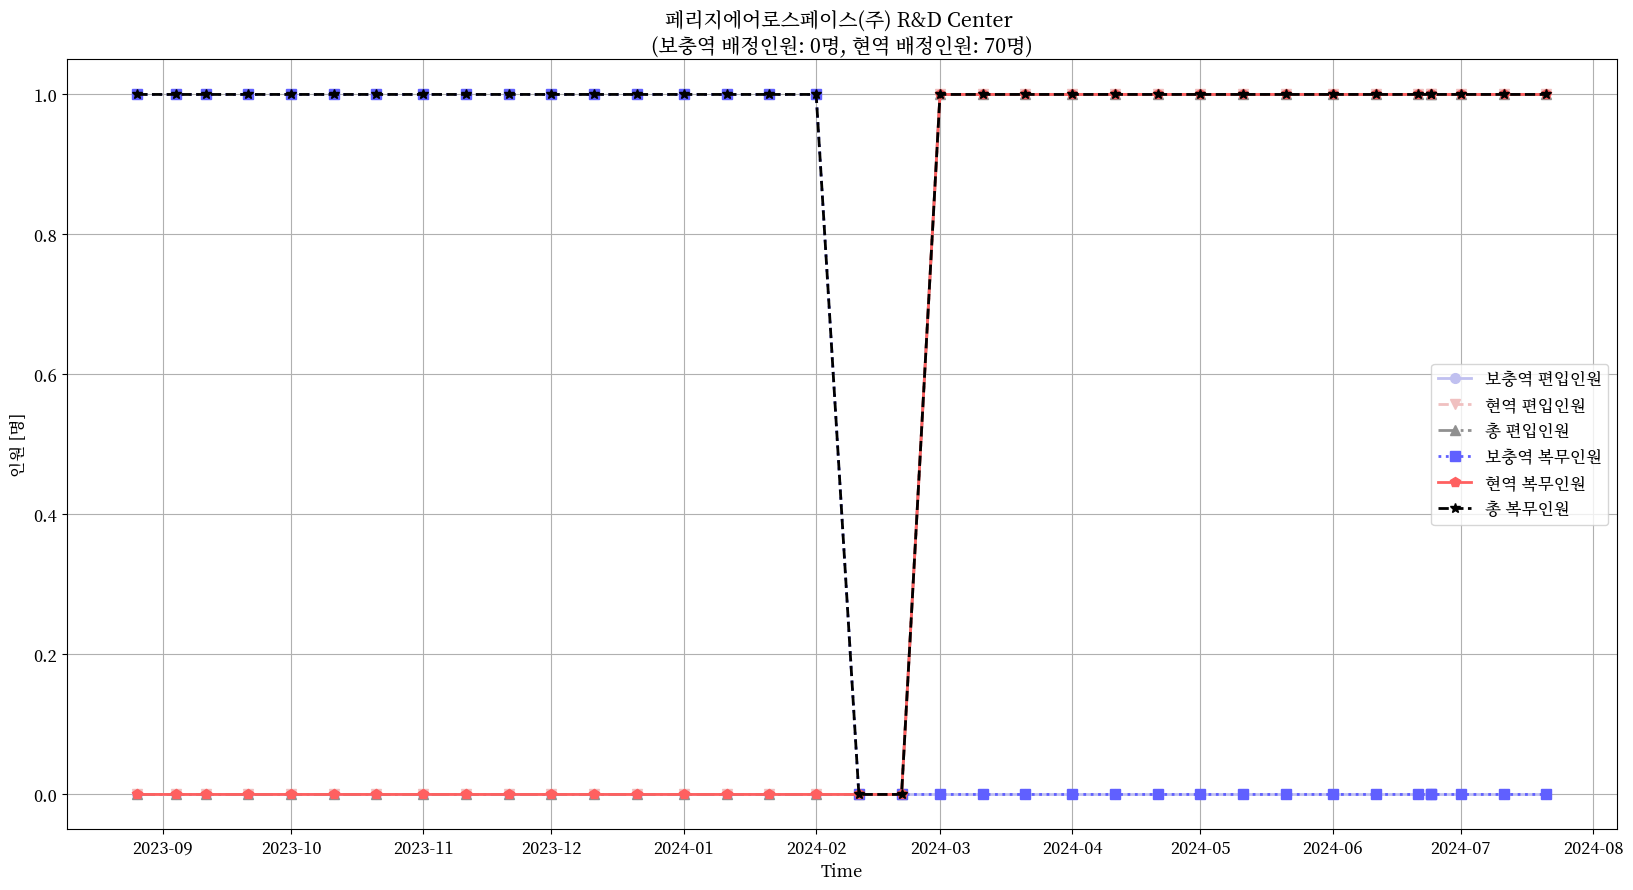 페리지에어로스페이스(주) R&D Center
(보충역 배정인원: 0명, 현역 배정인원: 70명)
인원 [명]
1.0
0.8
0.6
0.4
0.2
0.0
보충역 편입인원
현역 편입인원
총 편입인원
보충역 복무인원
현역 복무인원
총 복무인원
2023-09 2023-10 2023-11 2023-12 2024-01 2024-02 2024-03 2024-04 2024-05 2024-06 2024-07 2024-08
Time